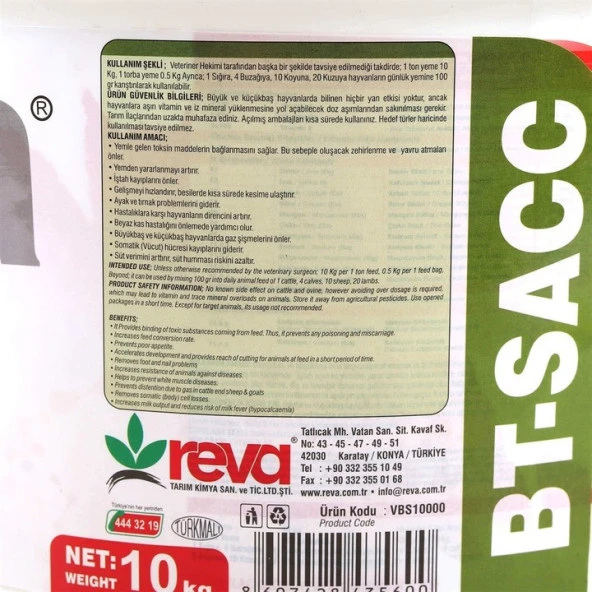 ®
KULLANIM ŞEKLİ; Veteriner Hekimi tarafından başka bir şekilde tavsiye edilmediği takdirde; 1 ton yeme 10
Kg, 1 torba yeme 0.5 Kg Ayrıca; 1 Sığıra, 4 Buzağıya, 10 Koyuna, 20 Kuzuya hayvanların günlük yemine 100
gr karıştırılarak kullanılabilir.
ÜRÜN GÜVENLİK BİLGİLERİ; Büyük ve küçükbaş hayvanlarda bilinen hiçbir yan etkisi yoktur, ancak
hayvanlara aşırı vitamin ve iz mineral yüklenmesine yol açabilecek doz aşımlarından sakınılması gerekir.
Tarım İlaçlarından uzakta muhafaza ediniz. Açılmış ambalajları kısa sürede kullanınız. Hedef türler haricinde
kullanılması tavsiye edilmez.
KULLANIM AMACI;
• Yemle gelen toksin maddelerin bağlanmasını sağlar. Bu sebeple oluşacak zehirlenme ve yavru atmaları
önler.
• Yemden yararlanmayı artırır.
• İştah kayıplarını önler.
• Gelişmeyi hızlandırır, besilerde kısa sürede kesime ulaştırır.
• Ayak ve tırnak problemlerini giderir.
• Hastalıklara karşı hayvanların direncini artırır.
• Beyaz kas hastalığını önlemede yardımcı olur.
• Büyükbaş ve küçükbaş hayvanlarda gaz şişmelerini önler.
• Somatik (Vücut) hücresi kayıplarını giderir.
• Süt verimini arttırır, süt humması riskini azaltır.
INTENDED USE; Unless otherwise recommended by the veterinary surgeon; 10 Kg per 1 ton feed, 0.5 Kg per 1 feed bag.
Beyond; it can be used by mixing 100 gr into daily animal feed of 1 cattle, 4 calves, 10 sheep, 20 lambs.
PRODUCT SAFETY INFORMATION; No known side effect on cattle and ovine; however avoiding over dosage is required,
which may lead to vitamin and trace mineral overloads on animals. Store it away from agricultural pesticides. Use opened
packages in a short time. Except for target animals, its usage not recommended.
BENEFITS:
• It Provides binding of toxic substances coming from feed. Thus, it prevents any poisoning and miscarriage.
• Increases feed conversion rate.
• Prevents poor appetite.
• Accelerates development and provides reach of cutting for animals at feed in a short period of time.
• Removes foot and nail problems
• Increases resistance of animals against diseases.
• Helps to prevent white muscle diseases.
• Prevents distention due to gas in cattle end sheep & goats
• Removes somatic (body) cell losses.
• Increases milk output and reduces risk of milk fever (hypocalcaemia)
reva®
TARIM KİMYA SAN. ve TİC.LTD.ŞTİ.
Tatlıcak Mh. Vatan San. Sit. Kavaf Sk.
No: 43 - 45 - 47 - 49 - 51
42030 Karatay / KONYA / TÜRKİYE
Tel : +90 332 355 10 49
Fax : +90 332 355 01 68
www.reva.com.tr • info@reva.com.tr
Türkiye'nin her yerinden
444 32 19
TÜRKMALI
Ürün Kodu : VBS10000
Product Code
NET: 10 kg
WEIGHT
BT-SACC